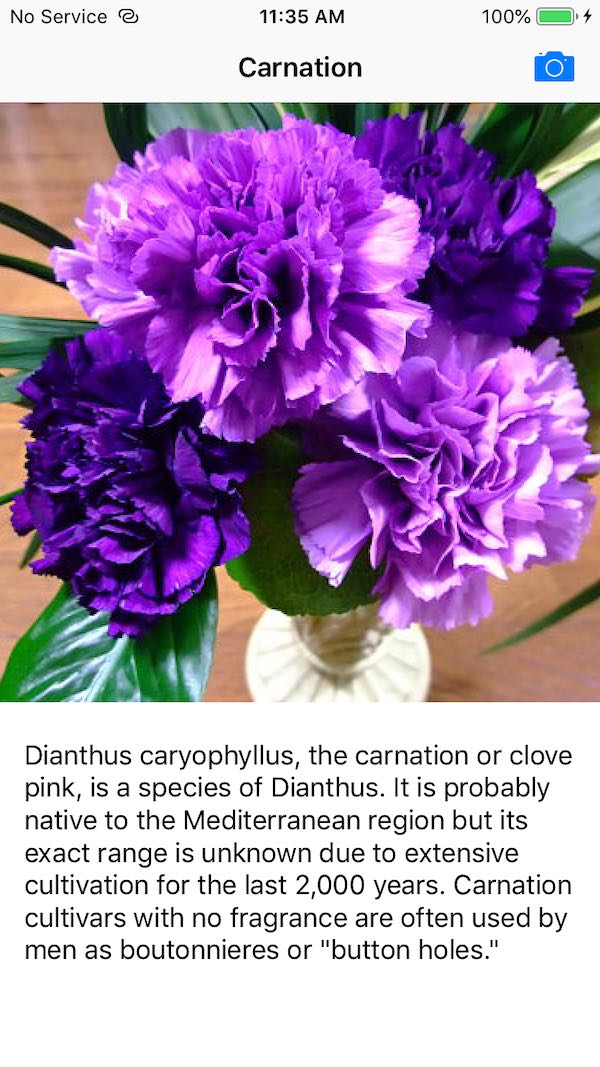 No Service 11:35 AM 100%
Carnation
Dianthus caryophyllus, the carnation or clove
pink, is a species of Dianthus. It is probably
native to the Mediterranean region but its
exact range is unknown due to extensive
cultivation for the last 2,000 years. Carnation
cultivars with no fragrance are often used by
men as boutonnieres or "button holes."